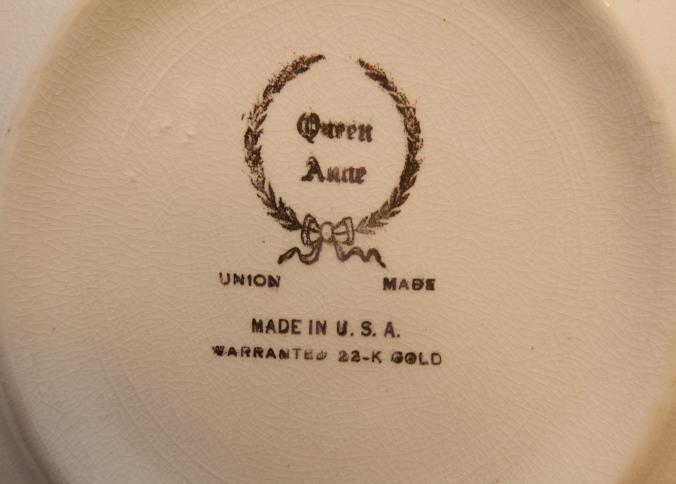 Queen
Anne
UNION MADE
MADE IN U. S. A.
WARRANTED 22-K GOLD